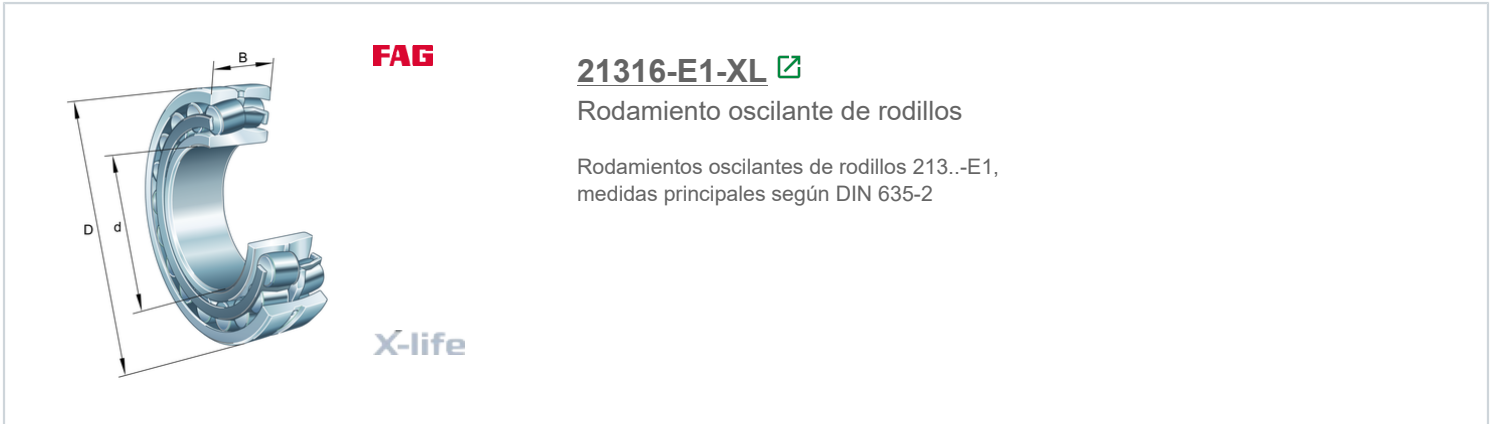 FAG
B
D
d
X-life
21316-E1-XL
Rodamiento oscilante de rodillos
Rodamientos oscilantes de rodillos 213..-E1,
medidas principales según DIN 635-2